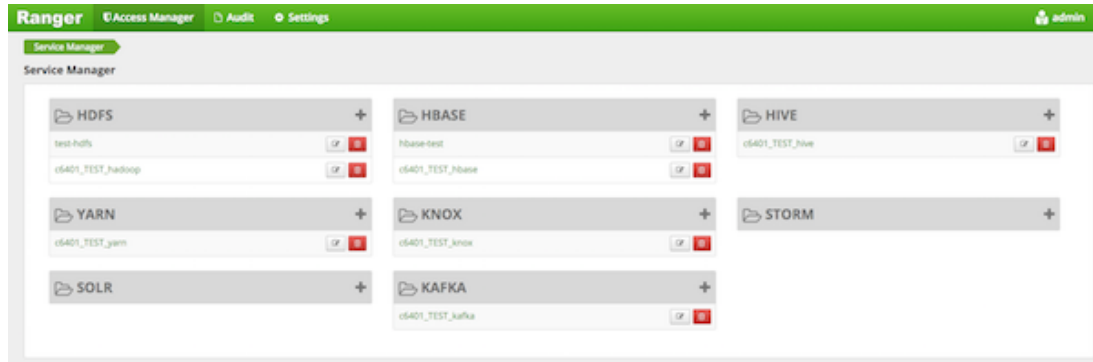 Ranger Access Manager Audit Settings admin
Service Manager
Service Manager
HDFS
test-hdfs
c6401_TEST_hadoop
HBASE
hbase-test
c6401_TEST_hbase
HIVE
c6401_TEST_hive
YARN
c6401_TEST_yarn
KNOX
c6401_TEST_knox
STORM
SOLR
KAFKA
c6401_TEST_kafka